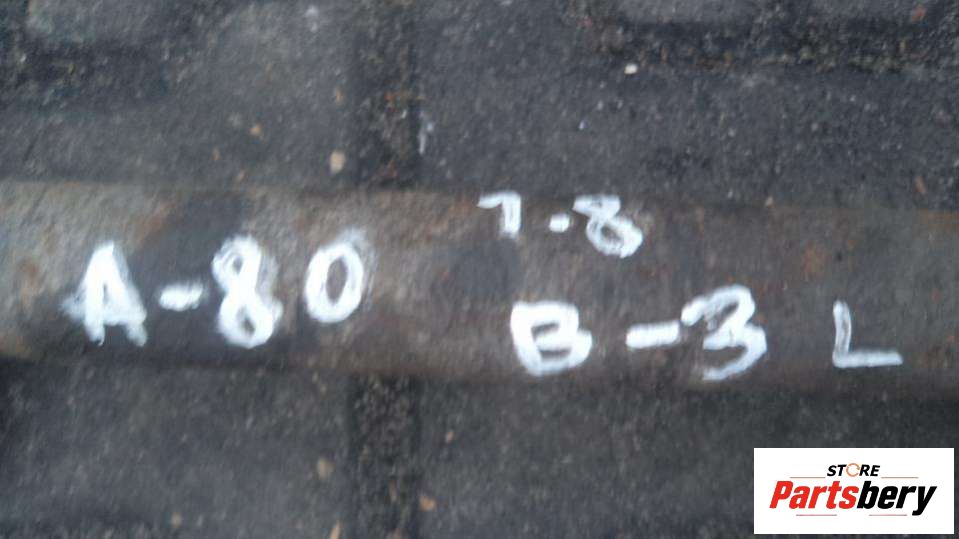 1.8
A-80
B-3 L
STORE
Partsbery